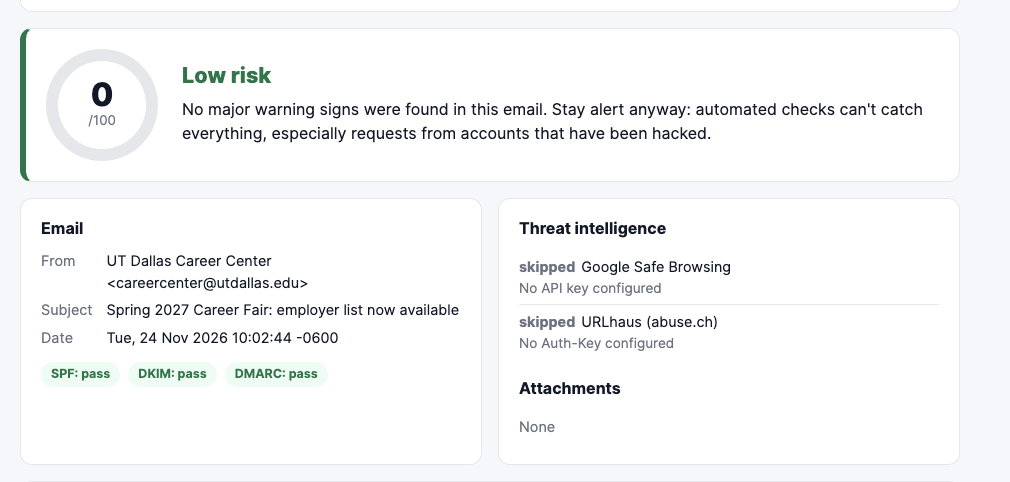 0
/100
Low risk
No major warning signs were found in this email. Stay alert anyway: automated checks can't catch
everything, especially requests from accounts that have been hacked.
Email
From UT Dallas Career Center
<careercenter@utdallas.edu>
Subject Spring 2027 Career Fair: employer list now available
Date Tue, 24 Nov 2026 10:02:44 -0600
SPF: pass DKIM: pass DMARC: pass
Threat intelligence
skipped Google Safe Browsing
No API key configured
skipped URLhaus (abuse.ch)
No Auth-Key configured
Attachments
None